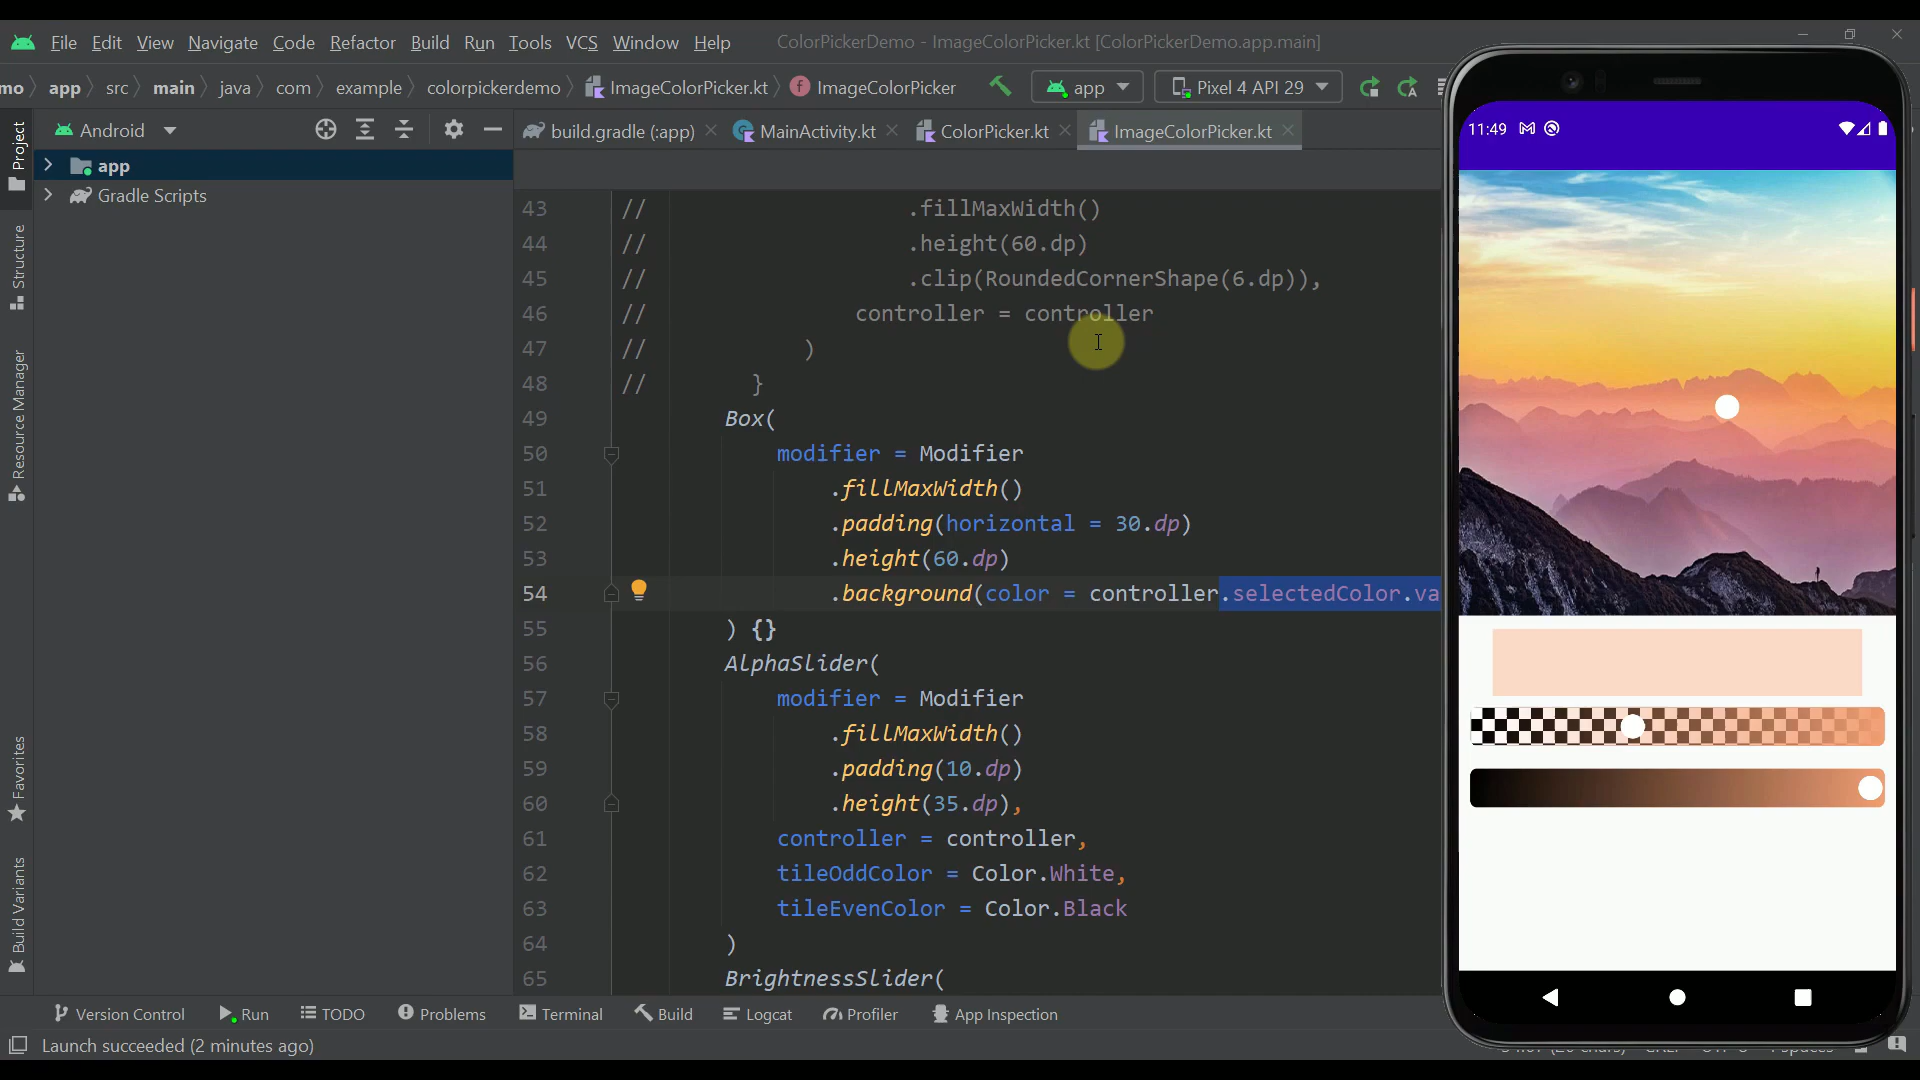 File Edit View Navigate Code Refactor Build Run Tools VCS Window Help ColorPickerDemo - ImageColorPicker.kt [ColorPickerDemo.app.main]
mo app src main java com example colorpickerdemo ImageColorPicker.kt ImageColorPicker app Pixel 4 API 29
Android build.gradle (:app) MainActivity.kt ColorPicker.kt ImageColorPicker.kt
app
Gradle Scripts
Project
Structure
Resource Manager
Favorites
Build Variants
43 // .fillMaxWidth()
44 // .height(60.dp)
45 // .clip(RoundedCornerShape(6.dp)),
46 // controller = controller
47 // )
48 // }
49 Box(
50 modifier = Modifier
51 .fillMaxWidth()
52 .padding(horizontal = 30.dp)
53 .height(60.dp)
54 .background(color = controller.selectedColor.va
55 ) {}
56 AlphaSlider(
57 modifier = Modifier
58 .fillMaxWidth()
59 .padding(10.dp)
60 .height(35.dp),
61 controller = controller,
62 tileOddColor = Color.White,
63 tileEvenColor = Color.Black
64 )
65 BrightnessSlider(
11:49
Version Control Run TODO Problems Terminal Build Logcat Profiler App Inspection
Launch succeeded (2 minutes ago)